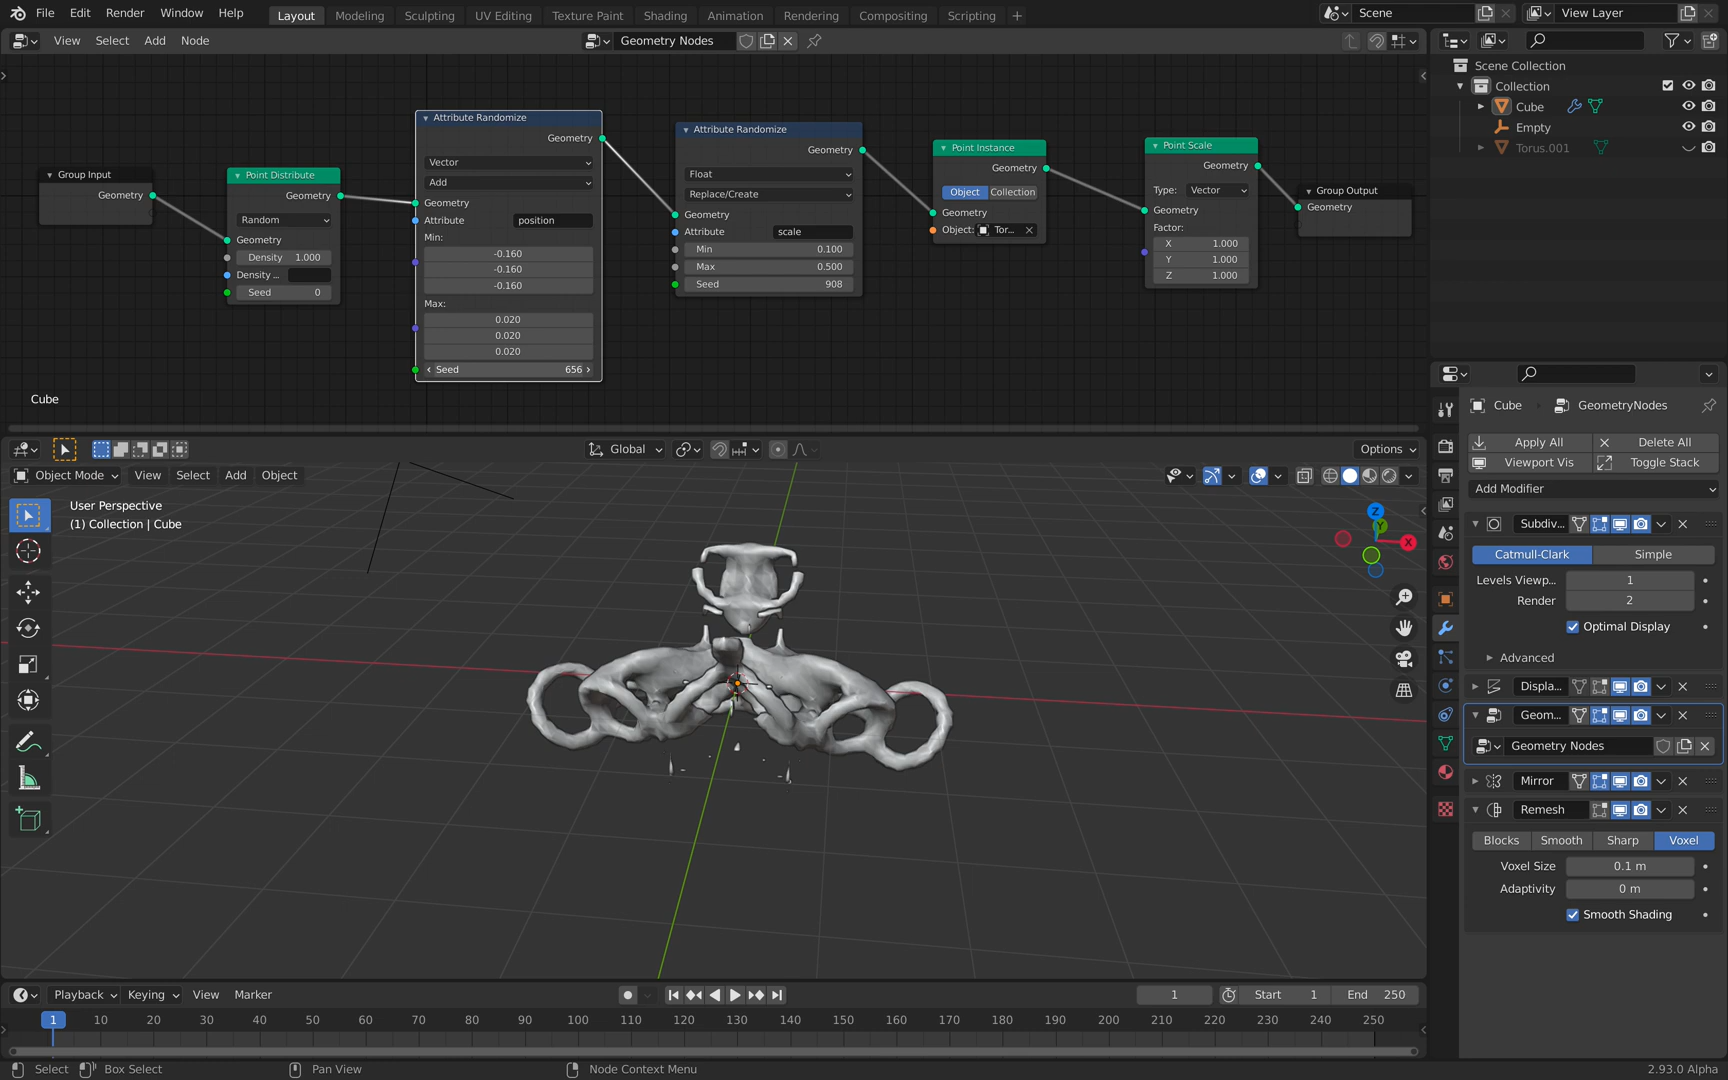 File Edit Render Window Help Layout Modeling Sculpting UV Editing Texture Paint Shading Animation Rendering Compositing Scripting + Scene View Layer
View Select Add Node Geometry Nodes
Scene Collection
Collection
Cube
Empty
Torus.001
Group Input
Geometry
Point Distribute
Geometry
Random
Geometry
Density 1.000
Density ...
Seed 0
Attribute Randomize
Geometry
Vector
Add
Geometry
Attribute position
Min:
-0.160
-0.160
-0.160
Max:
0.020
0.020
0.020
Seed 656
Attribute Randomize
Geometry
Float
Replace/Create
Geometry
Attribute scale
Min 0.100
Max 0.500
Seed 908
Point Instance
Geometry
Object Collection
Geometry
Object: Tor...
Point Scale
Geometry
Type: Vector
Geometry
Factor:
X 1.000
Y 1.000
Z 1.000
Group Output
Geometry
Cube
Global Options
Object Mode View Select Add Object
User Perspective
(1) Collection | Cube
Z
Y
X
Cube GeometryNodes
Apply All Delete All
Viewport Vis Toggle Stack
Add Modifier
Subdiv...
Catmull-Clark Simple
Levels Viewp... 1
Render 2
Optimal Display
Advanced
Displa...
Geom...
Geometry Nodes
Mirror
Remesh
Blocks Smooth Sharp Voxel
Voxel Size 0.1 m
Adaptivity 0 m
Smooth Shading
Playback Keying View Marker 1 Start 1 End 250
1 10 20 30 40 50 60 70 80 90 100 110 120 130 140 150 160 170 180 190 200 210 220 230 240 250
Select Box Select Pan View Node Context Menu 2.93.0 Alpha